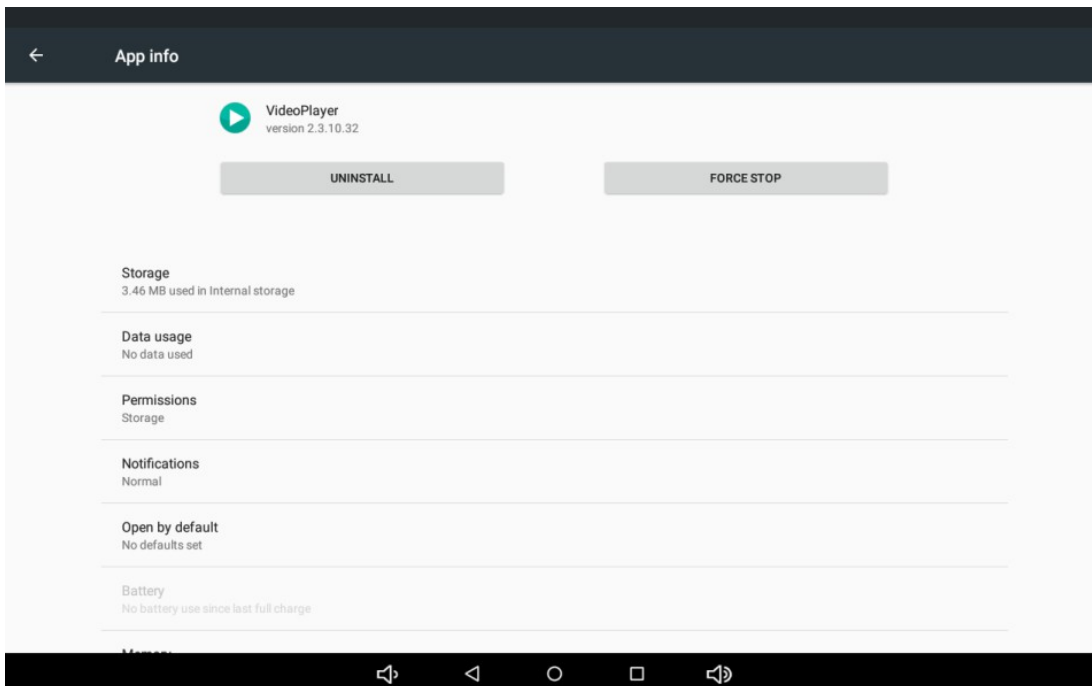 App info
VideoPlayer
version 2.3.10.32
UNINSTALL
FORCE STOP
Storage
3.46 MB used in Internal storage
Data usage
No data used
Permissions
Storage
Notifications
Normal
Open by default
No defaults set
Battery
No battery use since last full charge
Memory